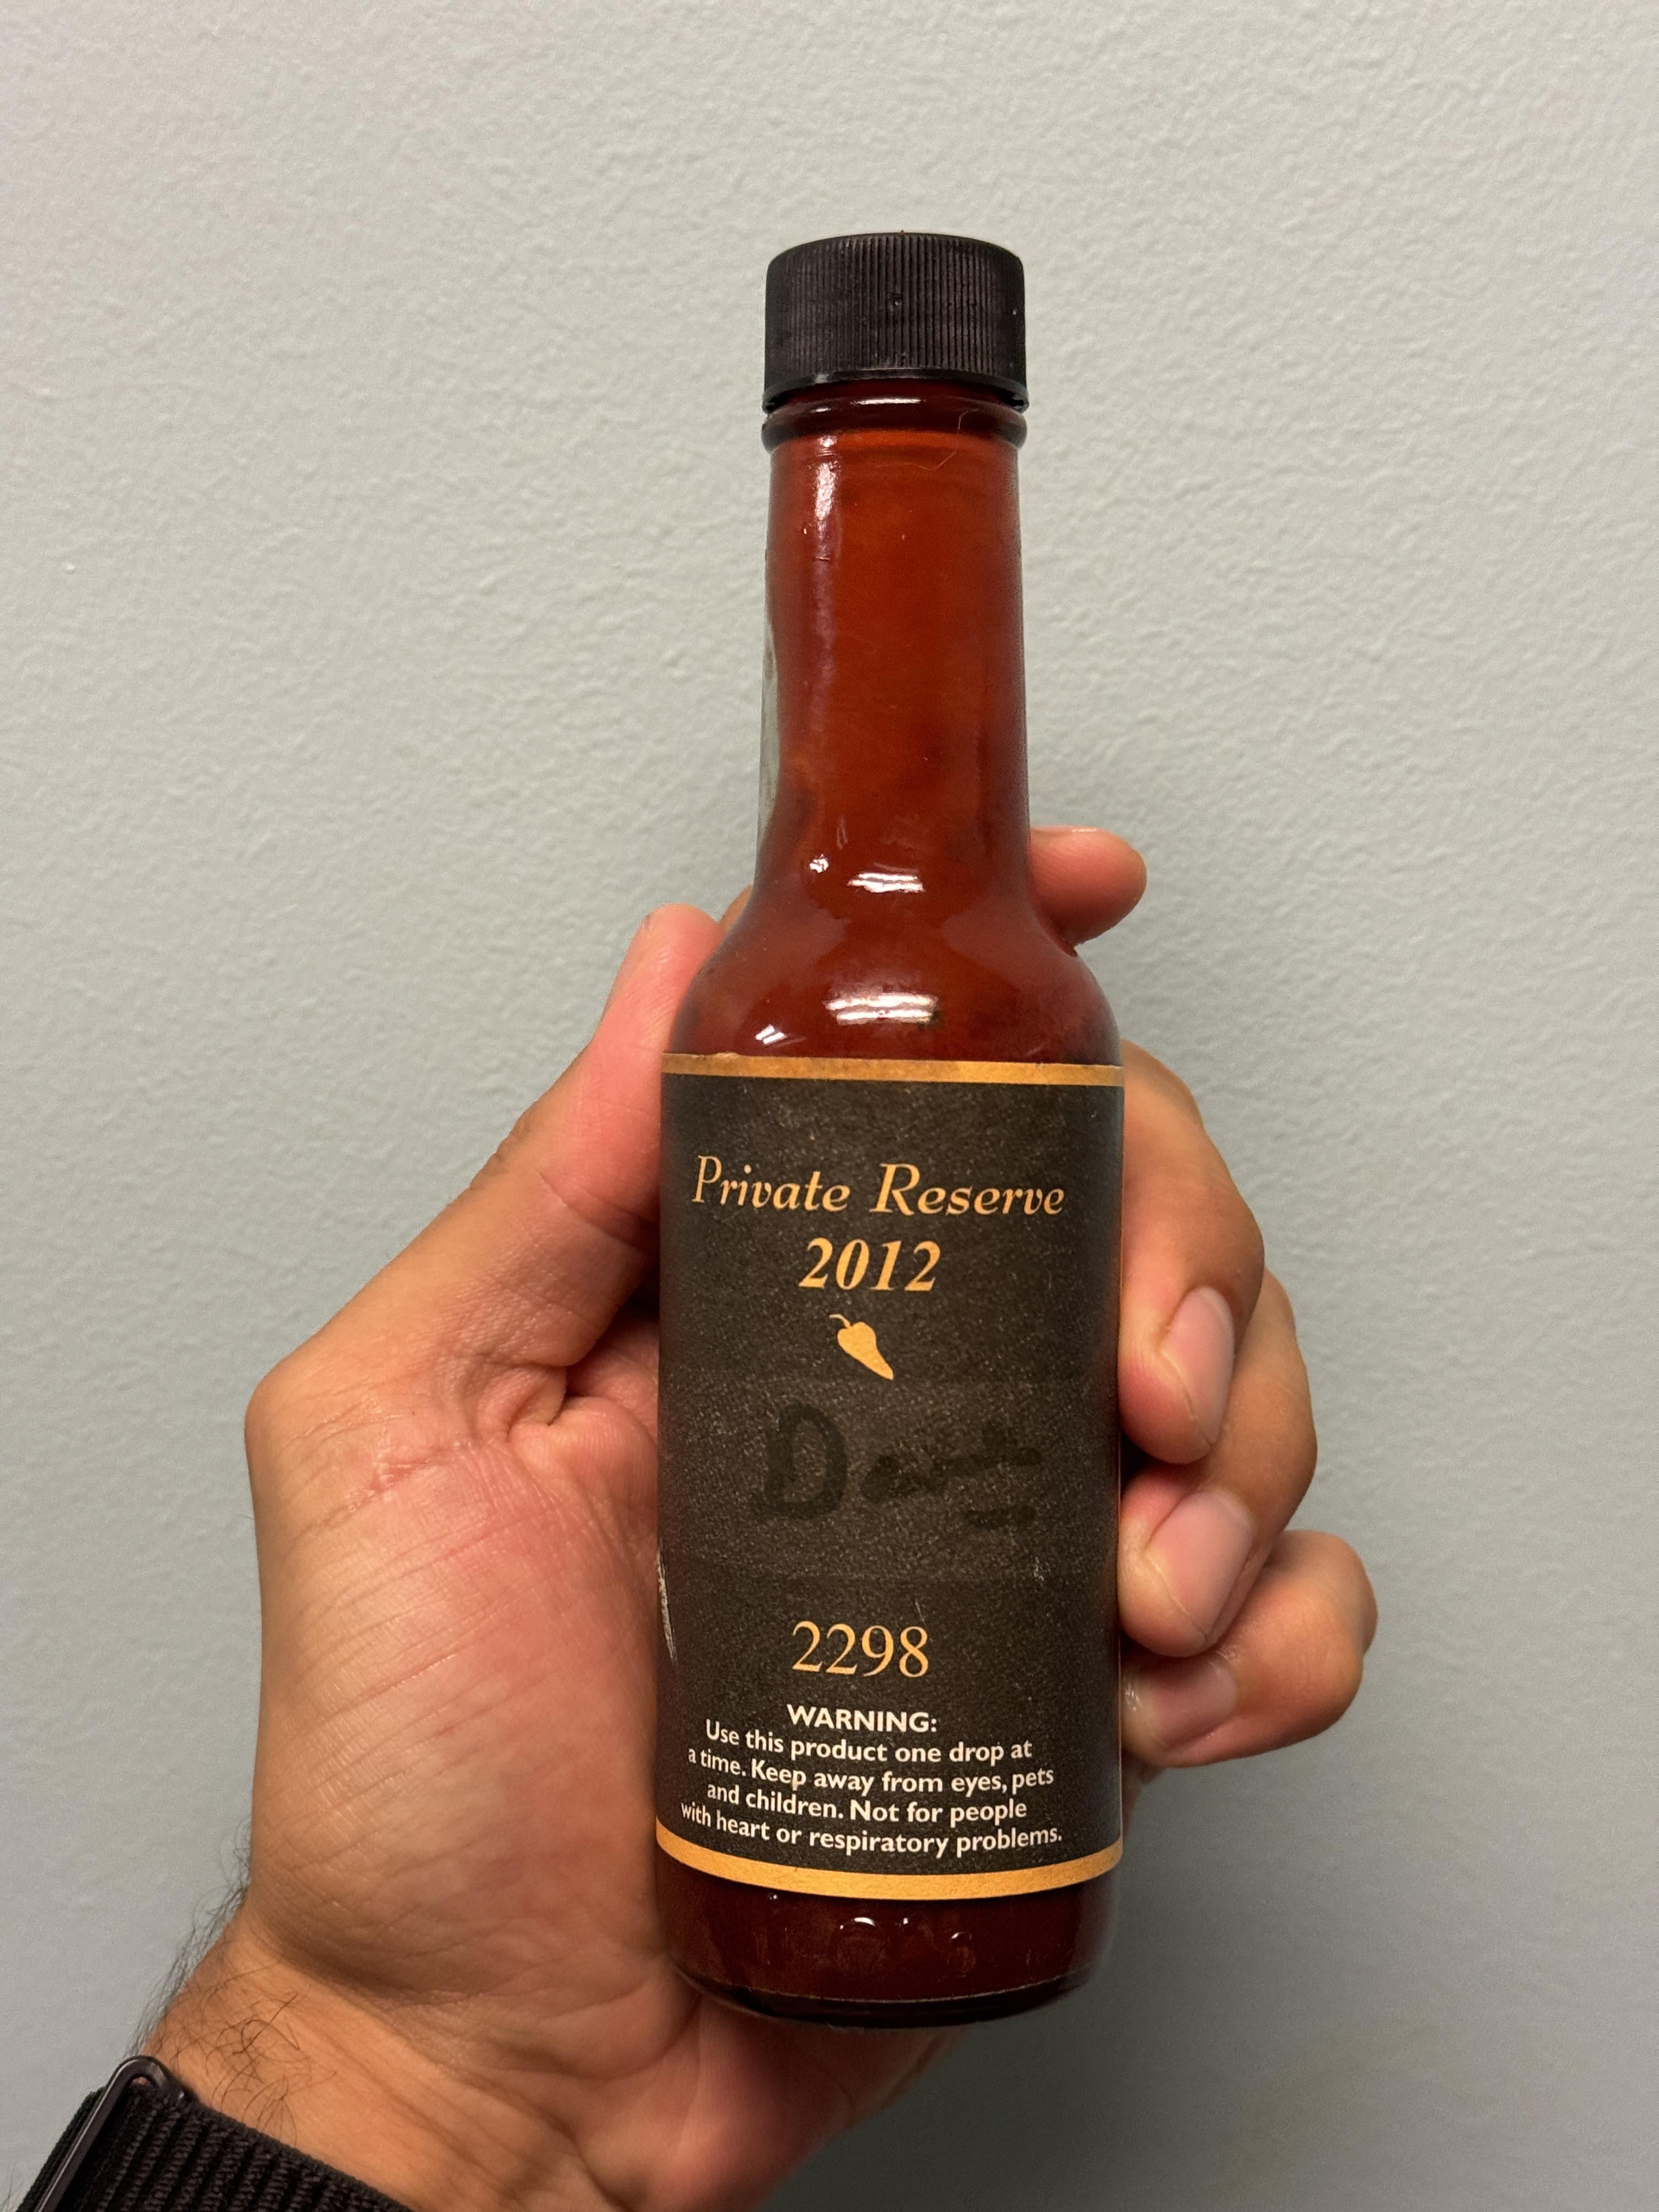 Private Reserve
2012
2298
WARNING:
Use this product one drop at
a time. Keep away from eyes, pets
and children. Not for people
with heart or respiratory problems.